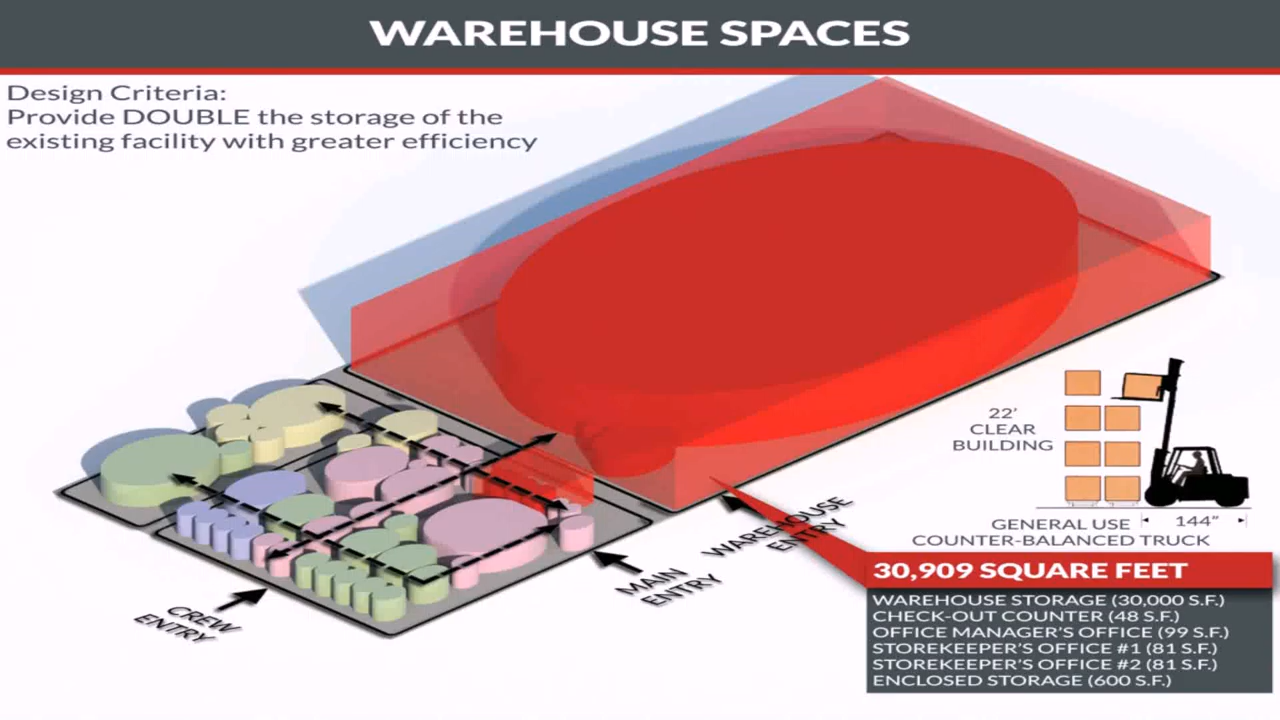 WAREHOUSE SPACES
Design Criteria:
Provide DOUBLE the storage of the
existing facility with greater efficiency
22’
CLEAR
BUILDING
GENERAL USE
144”
COUNTER-BALANCED TRUCK
WAREHOUSE
ENTRY
MAIN
ENTRY
CREW
ENTRY
30,909 SQUARE FEET
WAREHOUSE STORAGE (30,000 S.F.)
CHECK-OUT COUNTER (48 S.F.)
OFFICE MANAGER’S OFFICE (99 S.F.)
STOREKEEPER’S OFFICE #1 (81 S.F.)
STOREKEEPER’S OFFICE #2 (81 S.F.)
ENCLOSED STORAGE (600 S.F.)